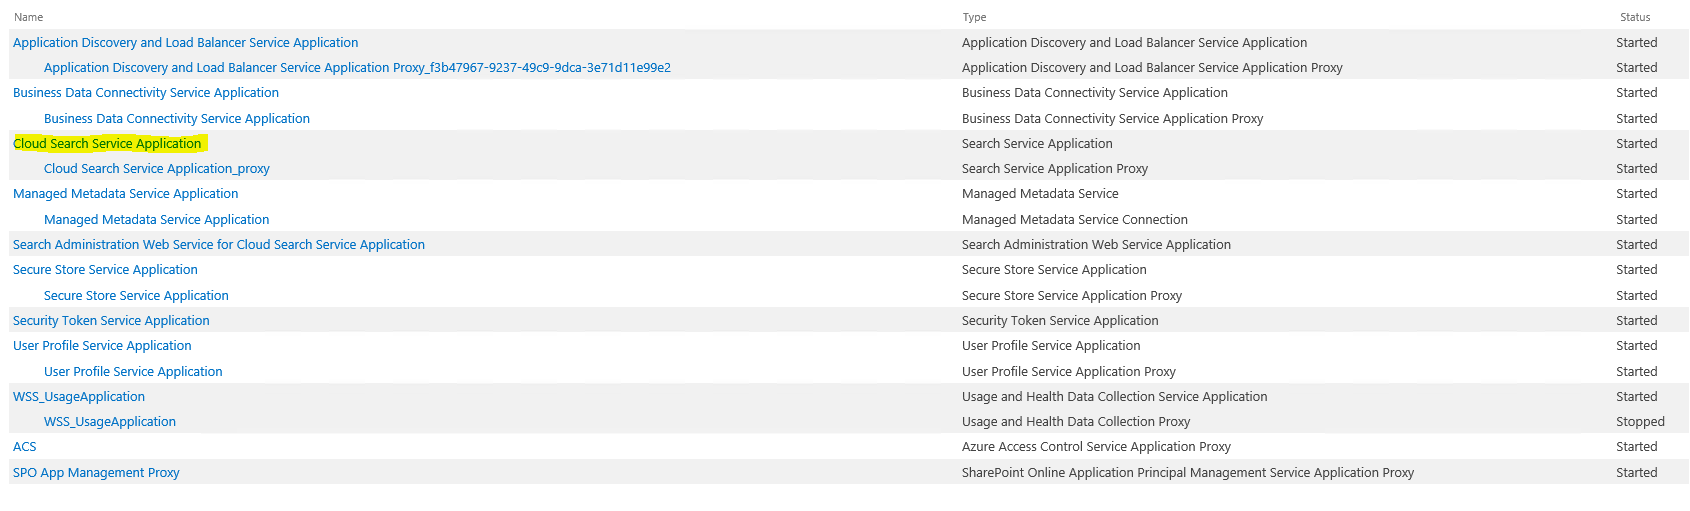 Name Type Status
Application Discovery and Load Balancer Service Application Application Discovery and Load Balancer Service Application Started
Application Discovery and Load Balancer Service Application Proxy_f3b47967-9237-49c9-9dca-3e71d11e99e2 Application Discovery and Load Balancer Service Application Proxy Started
Business Data Connectivity Service Application Business Data Connectivity Service Application Started
Business Data Connectivity Service Application Business Data Connectivity Service Application Proxy Started
Cloud Search Service Application Search Service Application Started
Cloud Search Service Application_proxy Search Service Application Proxy Started
Managed Metadata Service Application Managed Metadata Service Started
Managed Metadata Service Application Managed Metadata Service Connection Started
Search Administration Web Service for Cloud Search Service Application Search Administration Web Service Application Started
Secure Store Service Application Secure Store Service Application Started
Secure Store Service Application Secure Store Service Application Proxy Started
Security Token Service Application Security Token Service Application Started
User Profile Service Application User Profile Service Application Started
User Profile Service Application User Profile Service Application Proxy Started
WSS_UsageApplication Usage and Health Data Collection Service Application Started
WSS_UsageApplication Usage and Health Data Collection Proxy Stopped
ACS Azure Access Control Service Application Proxy Started
SPO App Management Proxy SharePoint Online Application Principal Management Service Application Proxy Started